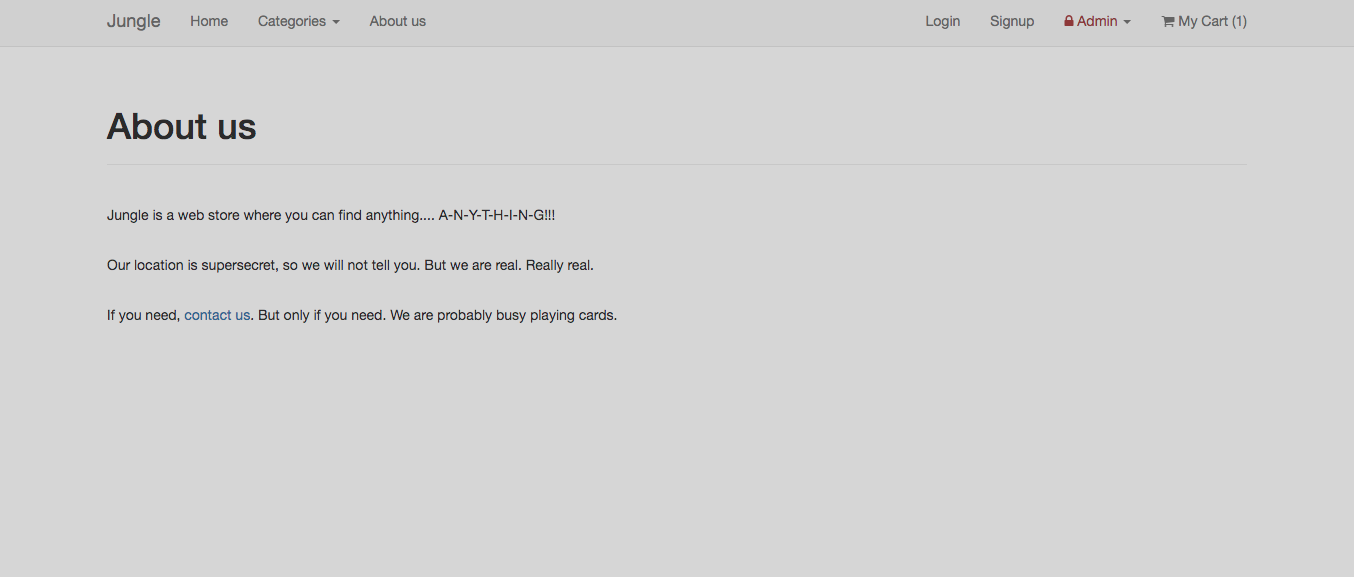 Jungle Home Categories About us Login Signup Admin My Cart (1)
About us
Jungle is a web store where you can find anything.... A-N-Y-T-H-I-N-G!!!
Our location is supersecret, so we will not tell you. But we are real. Really real.
If you need, contact us. But only if you need. We are probably busy playing cards.